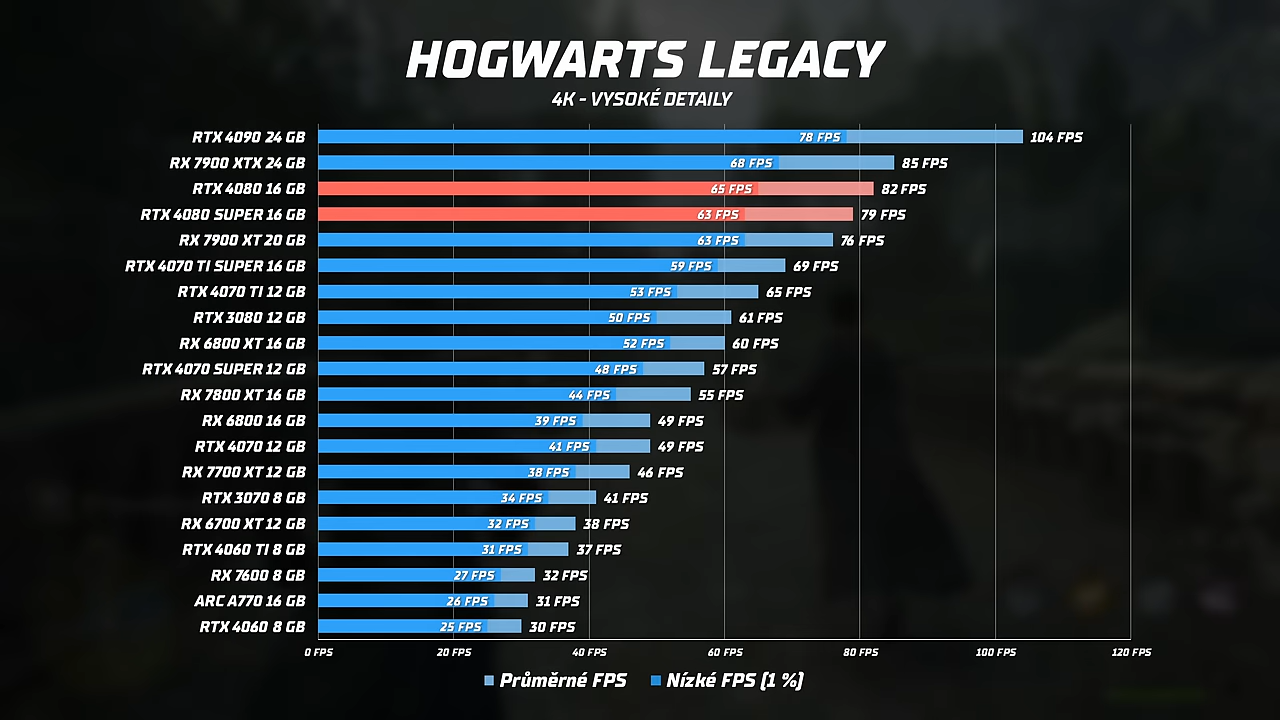 HOGWARTS LEGACY
4K - VYSOKÉ DETAILY
RTX 4090 24 GB 78 FPS 104 FPS
RX 7900 XTX 24 GB 68 FPS 85 FPS
RTX 4080 16 GB 65 FPS 82 FPS
RTX 4080 SUPER 16 GB 63 FPS 79 FPS
RX 7900 XT 20 GB 63 FPS 76 FPS
RTX 4070 TI SUPER 16 GB 59 FPS 69 FPS
RTX 4070 TI 12 GB 53 FPS 65 FPS
RTX 3080 12 GB 50 FPS 61 FPS
RX 6800 XT 16 GB 52 FPS 60 FPS
RTX 4070 SUPER 12 GB 48 FPS 57 FPS
RX 7800 XT 16 GB 44 FPS 55 FPS
RX 6800 16 GB 39 FPS 49 FPS
RTX 4070 12 GB 41 FPS 49 FPS
RX 7700 XT 12 GB 38 FPS 46 FPS
RTX 3070 8 GB 34 FPS 41 FPS
RX 6700 XT 12 GB 32 FPS 38 FPS
RTX 4060 TI 8 GB 31 FPS 37 FPS
RX 7600 8 GB 27 FPS 32 FPS
ARC A770 16 GB 26 FPS 31 FPS
RTX 4060 8 GB 25 FPS 30 FPS
0 FPS 20 FPS 40 FPS 60 FPS 80 FPS 100 FPS 120 FPS
Průměrné FPS Nízké FPS (1 %)